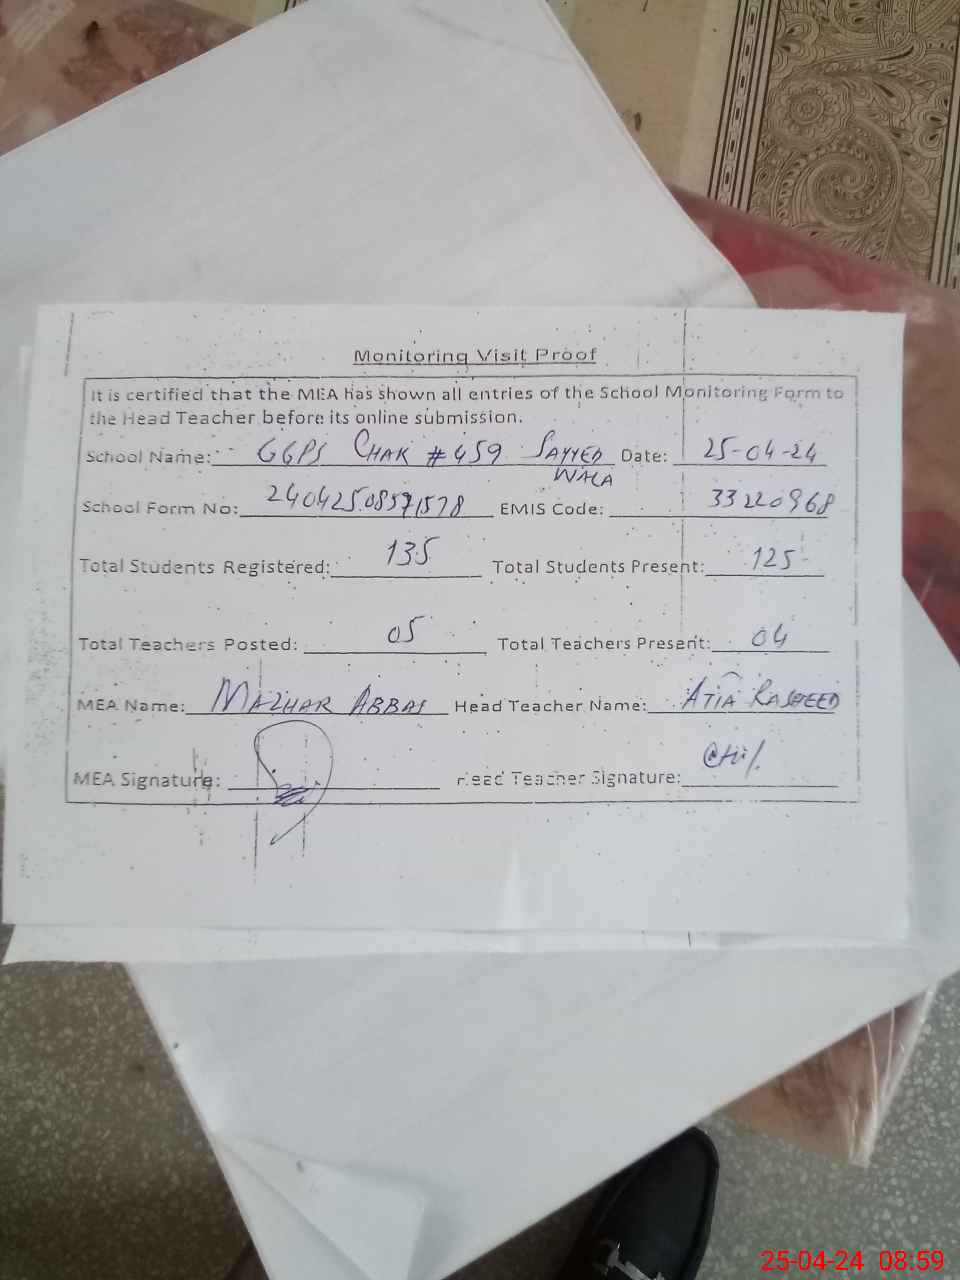 Monitoring Visit Proof
It is certified that the MEA has shown all entries of the School Monitoring Form to
the Head Teacher before its online submission.
School Name: GGPS CHAK #459 SAYYED WALA Date: 25-04-24
School Form No: 24042508571578 EMIS Code: 33220968
Total Students Registered: 135 Total Students Present: 125
Total Teachers Posted: 05 Total Teachers Present: 04
MEA Name: MAZHAR ABBAS Head Teacher Name: ATIA RASHEED
MEA Signature: Head Teacher Signature:
25-04-24 08.59